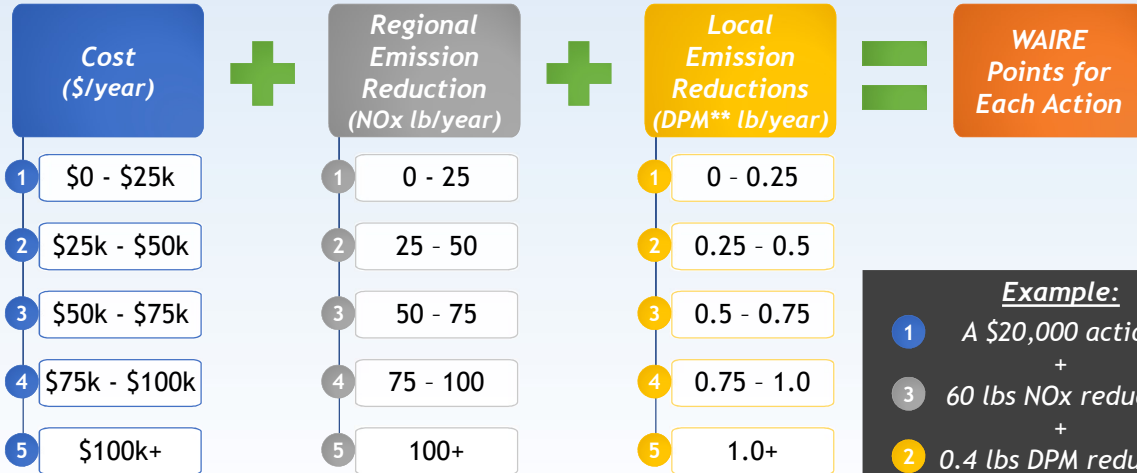 Cost
($/year)
Regional
Emission
Reduction
(NOx lb/year)
Local
Emission
Reductions
(DPM** lb/year)
WAIRE
Points for
Each Action
1 $0 - $25k
2 $25k - $50k
3 $50k - $75k
4 $75k - $100k
5 $100k+
1 0 - 25
2 25 – 50
3 50 – 75
4 75 – 100
5 100+
1 0 – 0.25
2 0.25 – 0.5
3 0.5 – 0.75
4 0.75 – 1.0
5 1.0+
Example:
1 A $20,000
+
3 60 lbs NOx
+
2 0.4 lbs DPM